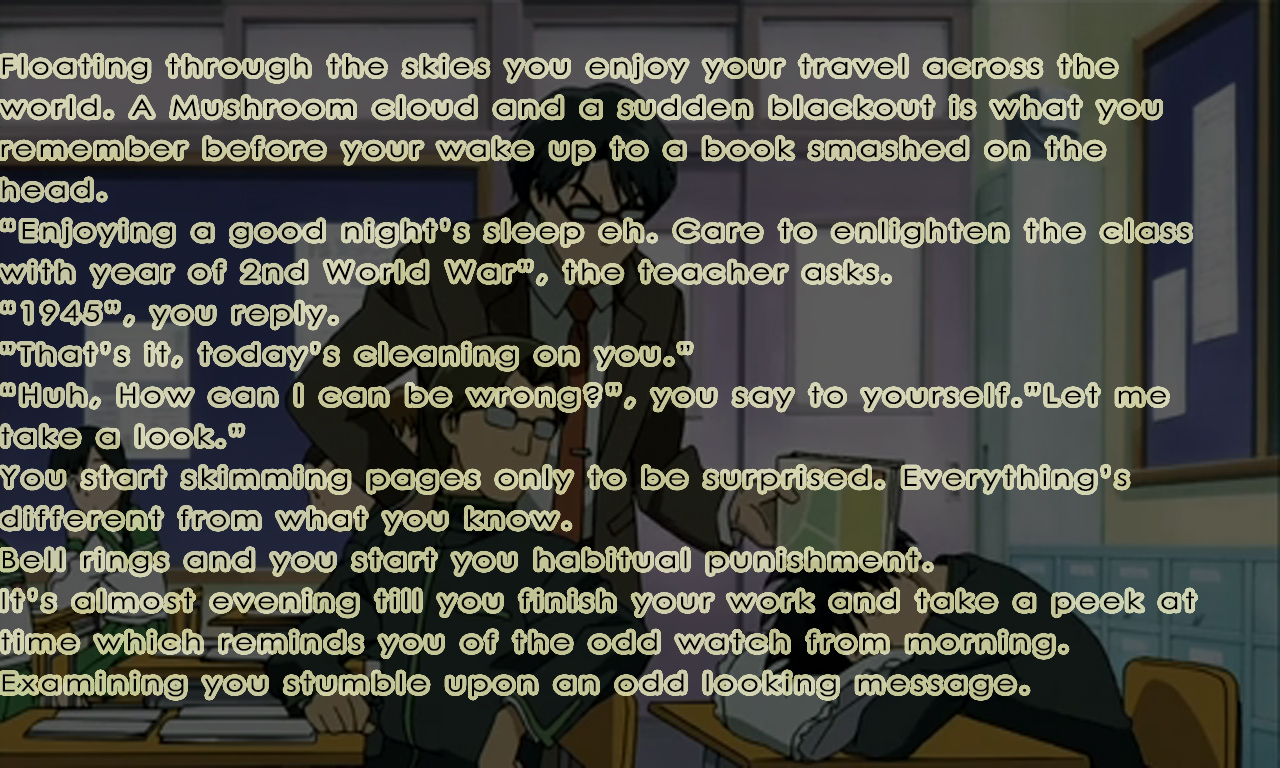 Floating through the skies you enjoy your travel across the
world. A Mushroom cloud and a sudden blackout is what you
remember before your wake up to a book smashed on the
head.
"Enjoying a good night's sleep eh. Care to enlighten the class
with year of 2nd World War", the teacher asks.
"1945", you reply.
"That's it, today's cleaning on you."
"Huh, How can I can be wrong?", you say to yourself."Let me
take a look."
You start skimming pages only to be surprised. Everything's
different from what you know.
Bell rings and you start you habitual punishment.
It's almost evening till you finish your work and take a peek at
time which reminds you of the odd watch from morning.
Examining you stumble upon an odd looking message.